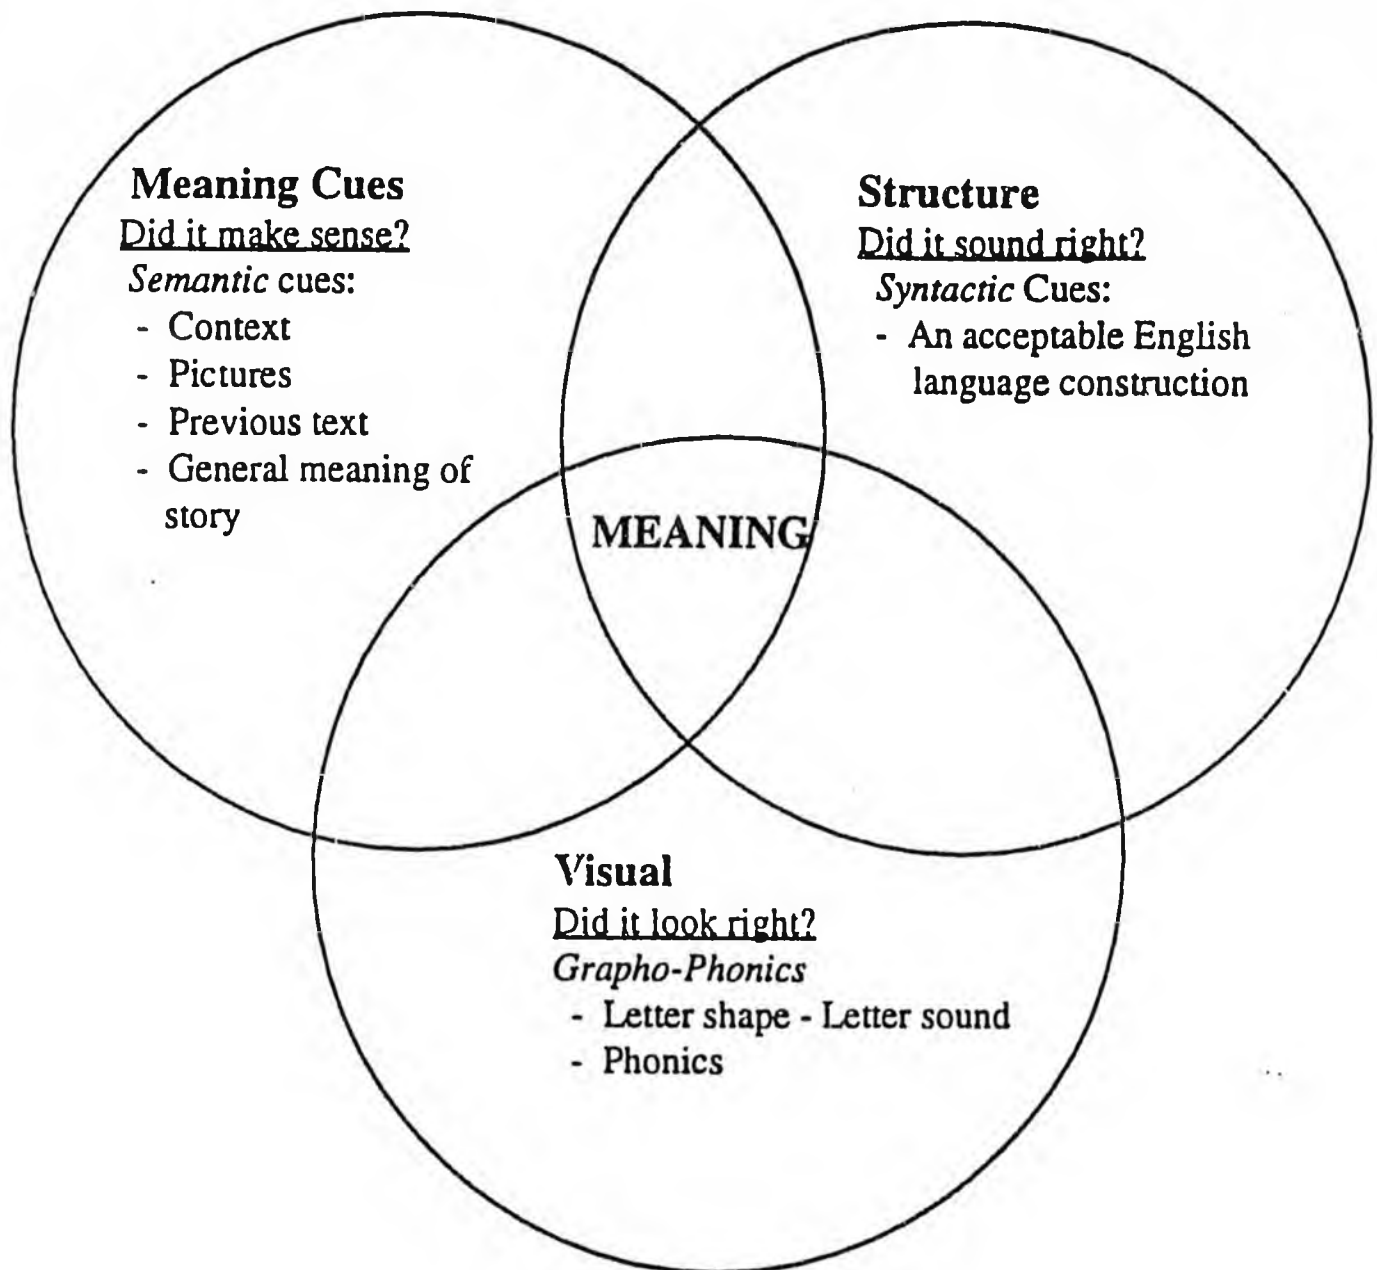 Meaning Cues
Did it make sense?
Semantic cues:
- Context
- Pictures
- Previous text
- General meaning of
story
Structure
Did it sound right?
Syntactic Cues:
- An acceptable English
language construction
MEANING
Visual
Did it look right?
Grapho-Phonics
- Letter shape - Letter sound
- Phonics